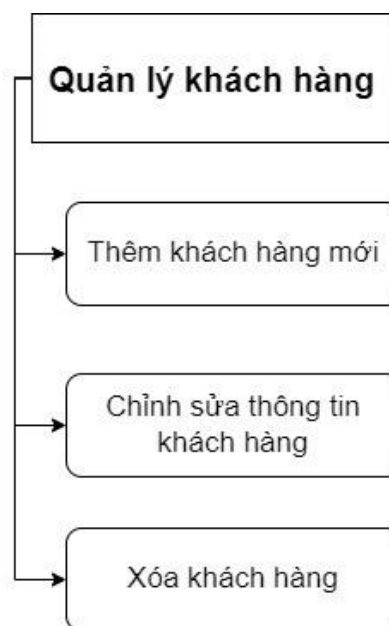 Quản lý khách hàng
Thêm khách hàng mới
Chỉnh sửa thông tin
khách hàng
Xóa khách hàng